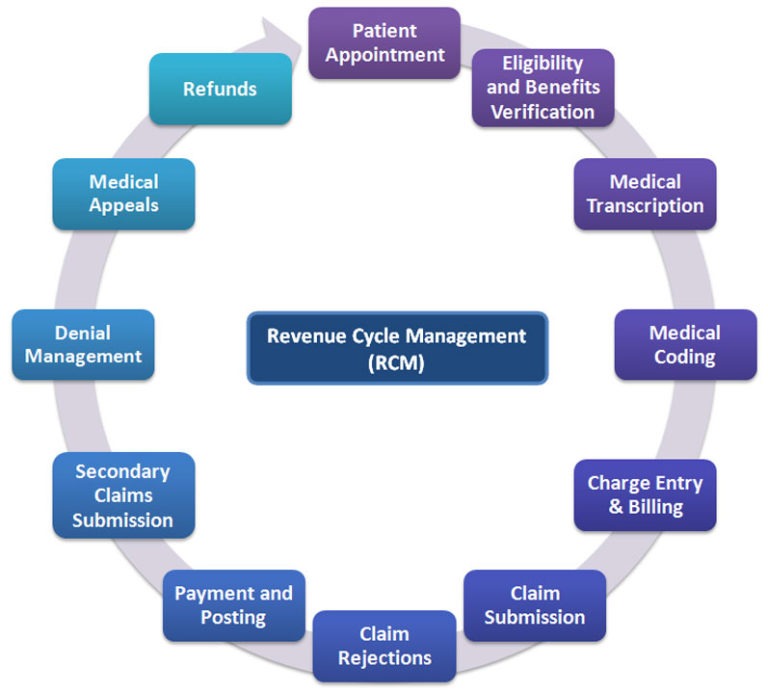 Patient
Appointment
Eligibility
and Benefits
Verification
Medical
Transcription
Medical
Coding
Charge Entry
& Billing
Claim
Submission
Claim
Rejections
Payment and
Posting
Secondary
Claims
Submission
Denial
Management
Medical
Appeals
Refunds
Revenue Cycle Management
(RCM)